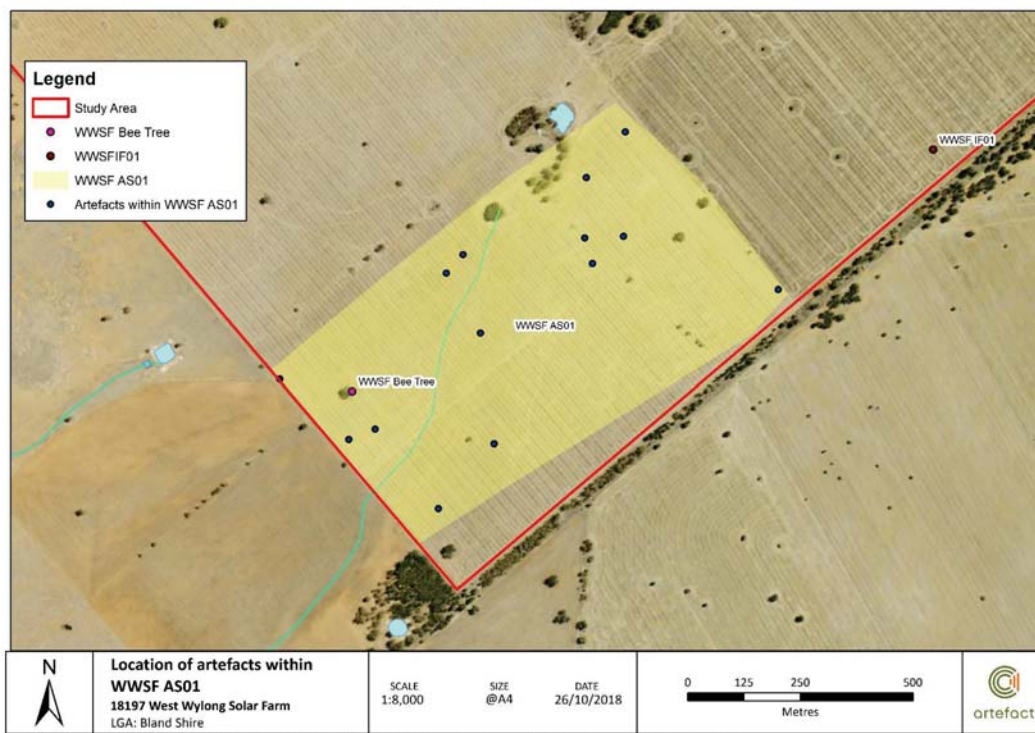 Legend
Study Area
WWSF Bee Tree
WWSFIF01
WWSF AS01
Artefacts within WWSF AS01
WWSF IF01
WWSF AS01
WWSF Bee Tree
N
Location of artefacts within
WWSF AS01
18197 West Wylong Solar Farm
LGA: Bland Shire
SCALE
1:8,000
SIZE
@A4
DATE
26/10/2018
0 125 250 500
Metres
artefact